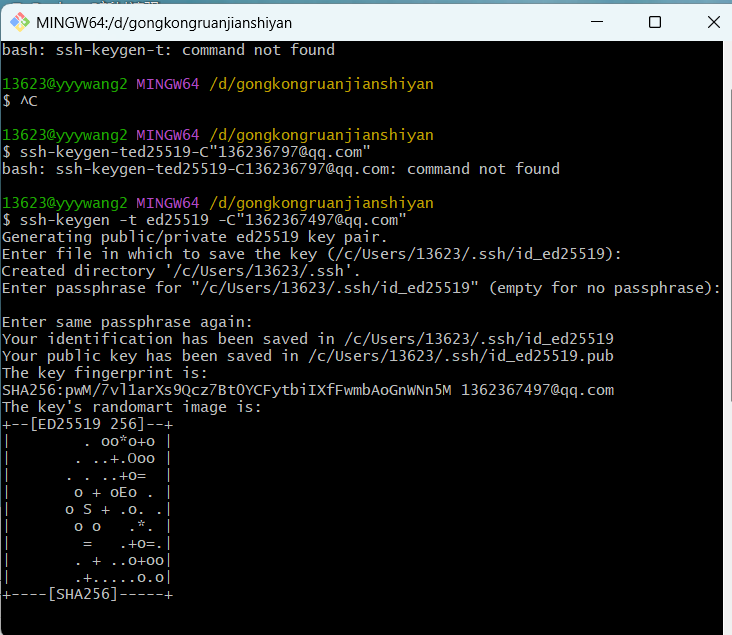 MINGW64:/d/gongkongruanjianshiyan
bash: ssh-keygen-t: command not found
13623@yyywang2 MINGW64 /d/gongkongruanjianshiyan
$ ^C
13623@yyywang2 MINGW64 /d/gongkongruanjianshiyan
$ ssh-keygen-ted25519-C"136236797@qq.com"
bash: ssh-keygen-ted25519-C136236797@qq.com: command not found
13623@yyywang2 MINGW64 /d/gongkongruanjianshiyan
$ ssh-keygen -t ed25519 -C"1362367497@qq.com"
Generating public/private ed25519 key pair.
Enter file in which to save the key (/c/Users/13623/.ssh/id_ed25519):
Created directory '/c/Users/13623/.ssh'.
Enter passphrase for "/c/Users/13623/.ssh/id_ed25519" (empty for no passphrase):
Enter same passphrase again:
Your identification has been saved in /c/Users/13623/.ssh/id_ed25519
Your public key has been saved in /c/Users/13623/.ssh/id_ed25519.pub
The key fingerprint is:
SHA256:pwM/7vl1arXs9Qcz7BtOYCFytbiIXfFwmbAoGnWNn5M 1362367497@qq.com
The key's randomart image is:
+--[ED25519 256]--+
|        . oo*o+o |
|       . ..+.Ooo |
|      . . ..+o=  |
|       o + oEo . |
|      o S + .o. .|
|       o o   .*. |
|        =   .+o=.|
|       . + ..o+oo|
|       .+.....o.o|
+----[SHA256]-----+